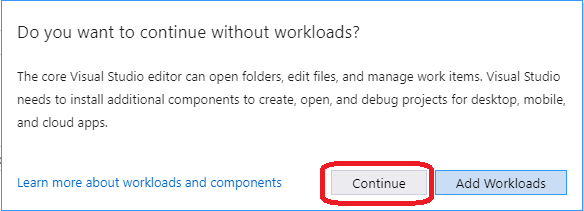 Do you want to continue without workloads?
The core Visual Studio editor can open folders, edit files, and manage work items. Visual Studio
needs to install additional components to create, open, and debug projects for desktop, mobile,
and cloud apps.
Learn more about workloads and components
Continue
Add Workloads